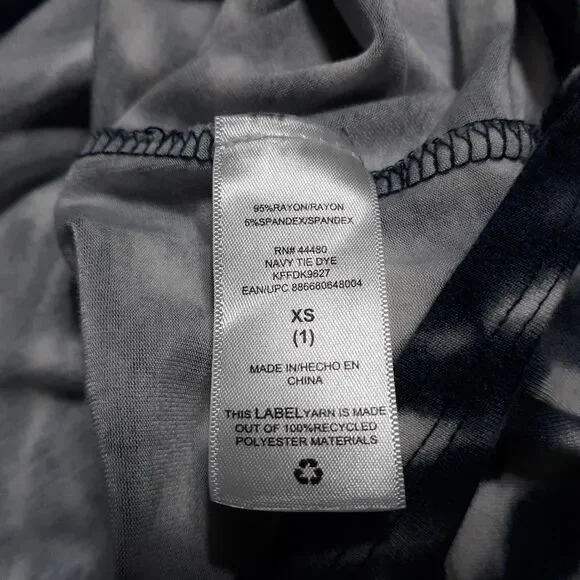 95%RAYON/RAYON
5%SPANDEX/SPANDEX
RN# 44480
NAVY TIE DYE
KFFDK9627
EAN/UPC 886680648004
XS
(1)
MADE IN/HECHO EN
CHINA
THIS LABELYARN IS MADE
OUT OF 100%RECYCLED
POLYESTER MATERIALS